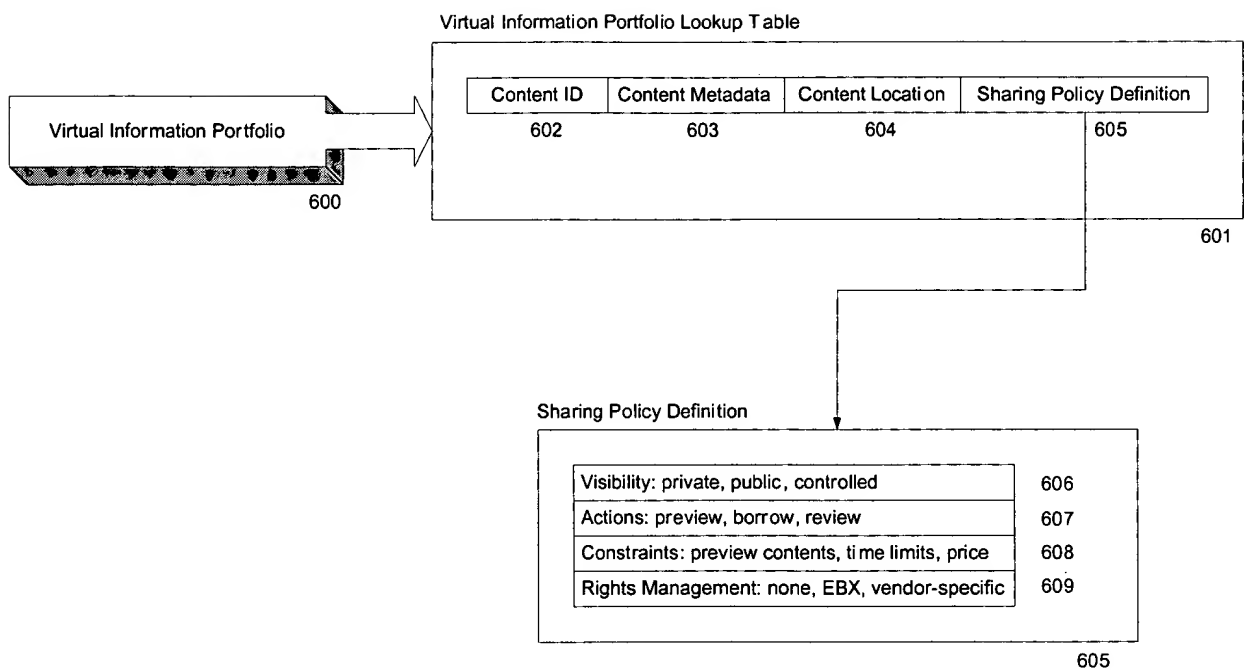 Virtual Information Portfolio Lookup Table
Content ID
Content Metadata
Content Location
Sharing Policy Definition
602
603
604
605
Virtual Information Portfolio
600
601
Sharing Policy Definition
Visibility: private, public, controlled
606
Actions: preview, borrow, review
607
Constraints: preview contents, time limits, price
608
Rights Management: none, EBX, vendor-specific
609
605